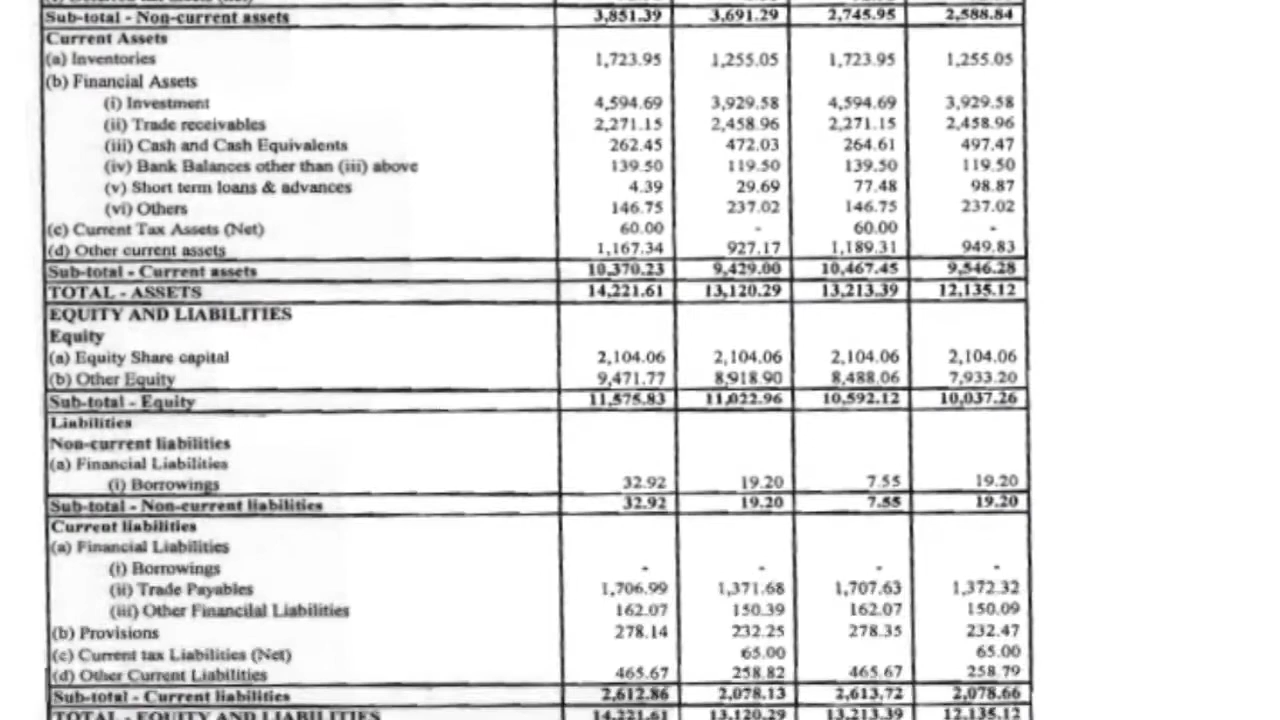 Sub-total - Non-current assets 3,851.39 3,691.29 2,745.95 2,588.84
Current Assets
(a) Inventories 1,723.95 1,255.05 1,723.95 1,255.05
(b) Financial Assets
(i) Investment 4,594.69 3,929.58 4,594.69 3,929.58
(ii) Trade receivables 2,271.15 2,458.96 2,271.15 2,458.96
(iii) Cash and Cash Equivalents 262.45 472.03 264.61 497.47
(iv) Bank Balances other than (iii) above 139.50 119.50 139.50 119.50
(v) Short term loans & advances 4.39 29.69 77.48 98.87
(vi) Others 146.75 237.02 146.75 237.02
(c) Current Tax Assets (Net) 60.00 - 60.00 -
(d) Other current assets 1,167.34 927.17 1,189.31 949.83
Sub-total - Current assets 10,370.23 9,429.00 10,467.45 9,546.28
TOTAL - ASSETS 14,221.61 13,120.29 13,213.39 12,135.12
EQUITY AND LIABILITIES
Equity
(a) Equity Share capital 2,104.06 2,104.06 2,104.06 2,104.06
(b) Other Equity 9,471.77 8,918.90 8,488.06 7,933.20
Sub-total - Equity 11,575.83 11,022.96 10,592.12 10,037.26
Liabilities
Non-current liabilities
(a) Financial Liabilities
(i) Borrowings 32.92 19.20 7.55 19.20
Sub-total - Non-current liabilities 32.92 19.20 7.55 19.20
Current liabilities
(a) Financial Liabilities
(i) Borrowings - - - -
(ii) Trade Payables 1,706.99 1,371.68 1,707.63 1,372.32
(iii) Other Financilal Liabilities 162.07 150.39 162.07 150.09
(b) Provisions 278.14 232.25 278.35 232.47
(c) Current tax Liabilities (Net) 65.00 65.00
(d) Other Current Liabilities 465.67 258.82 465.67 258.79
Sub-total - Current liabilities 2,612.86 2,078.13 2,613.72 2,078.66
TOTAL - EQUITY AND LIABILITIES 14,221.61 13,120.29 13,213.39 12,135.12